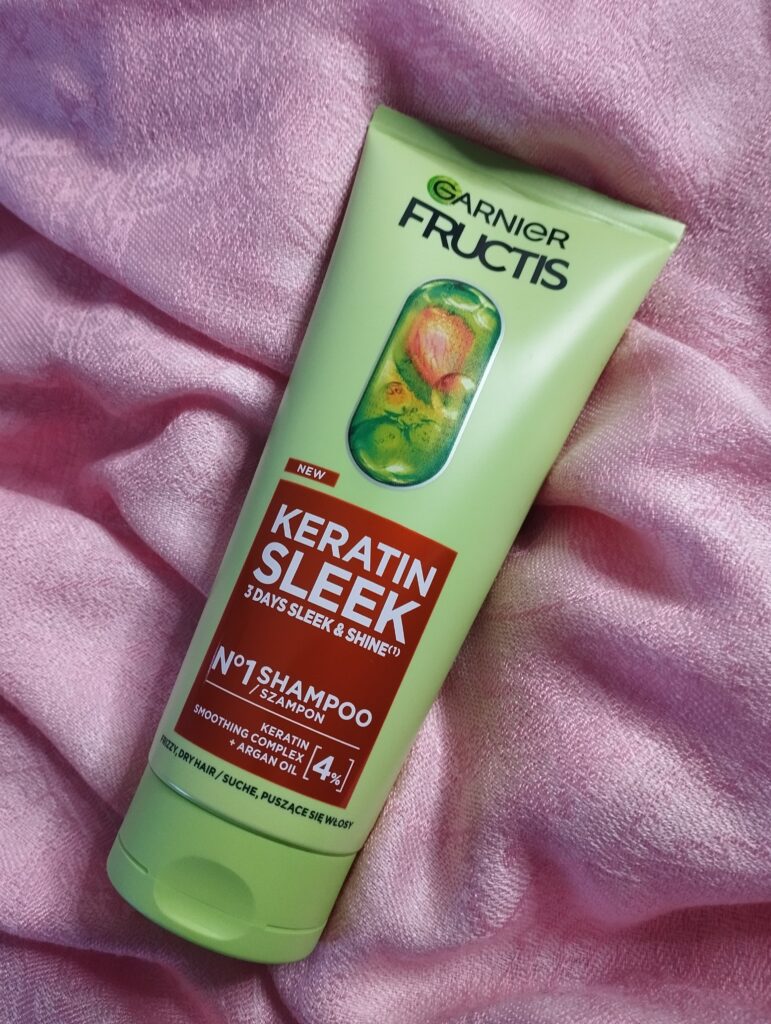 GARNIER
FRUCTIS
NEW
KERATIN
SLEEK
3 DAYS SLEEK & SHINE(1)
Nº1 SHAMPOO
/ SZAMPON
KERATIN
SMOOTHING COMPLEX
+ ARGAN OIL
[4%]
FRIZZY, DRY HAIR / SUCHE, PUSZĄCE SIĘ WŁOSY